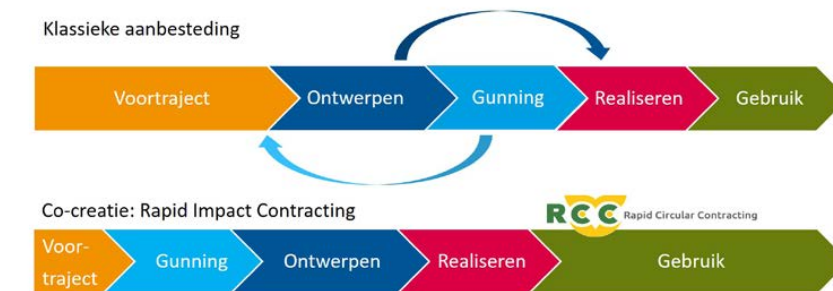 Klassieke aanbesteding
Voortraject Ontwerpen Gunning Realiseren Gebruik
Co-creatie: Rapid Impact Contracting
RCC Rapid Circular Contracting
Voor-
traject Gunning Ontwerpen Realiseren Gebruik